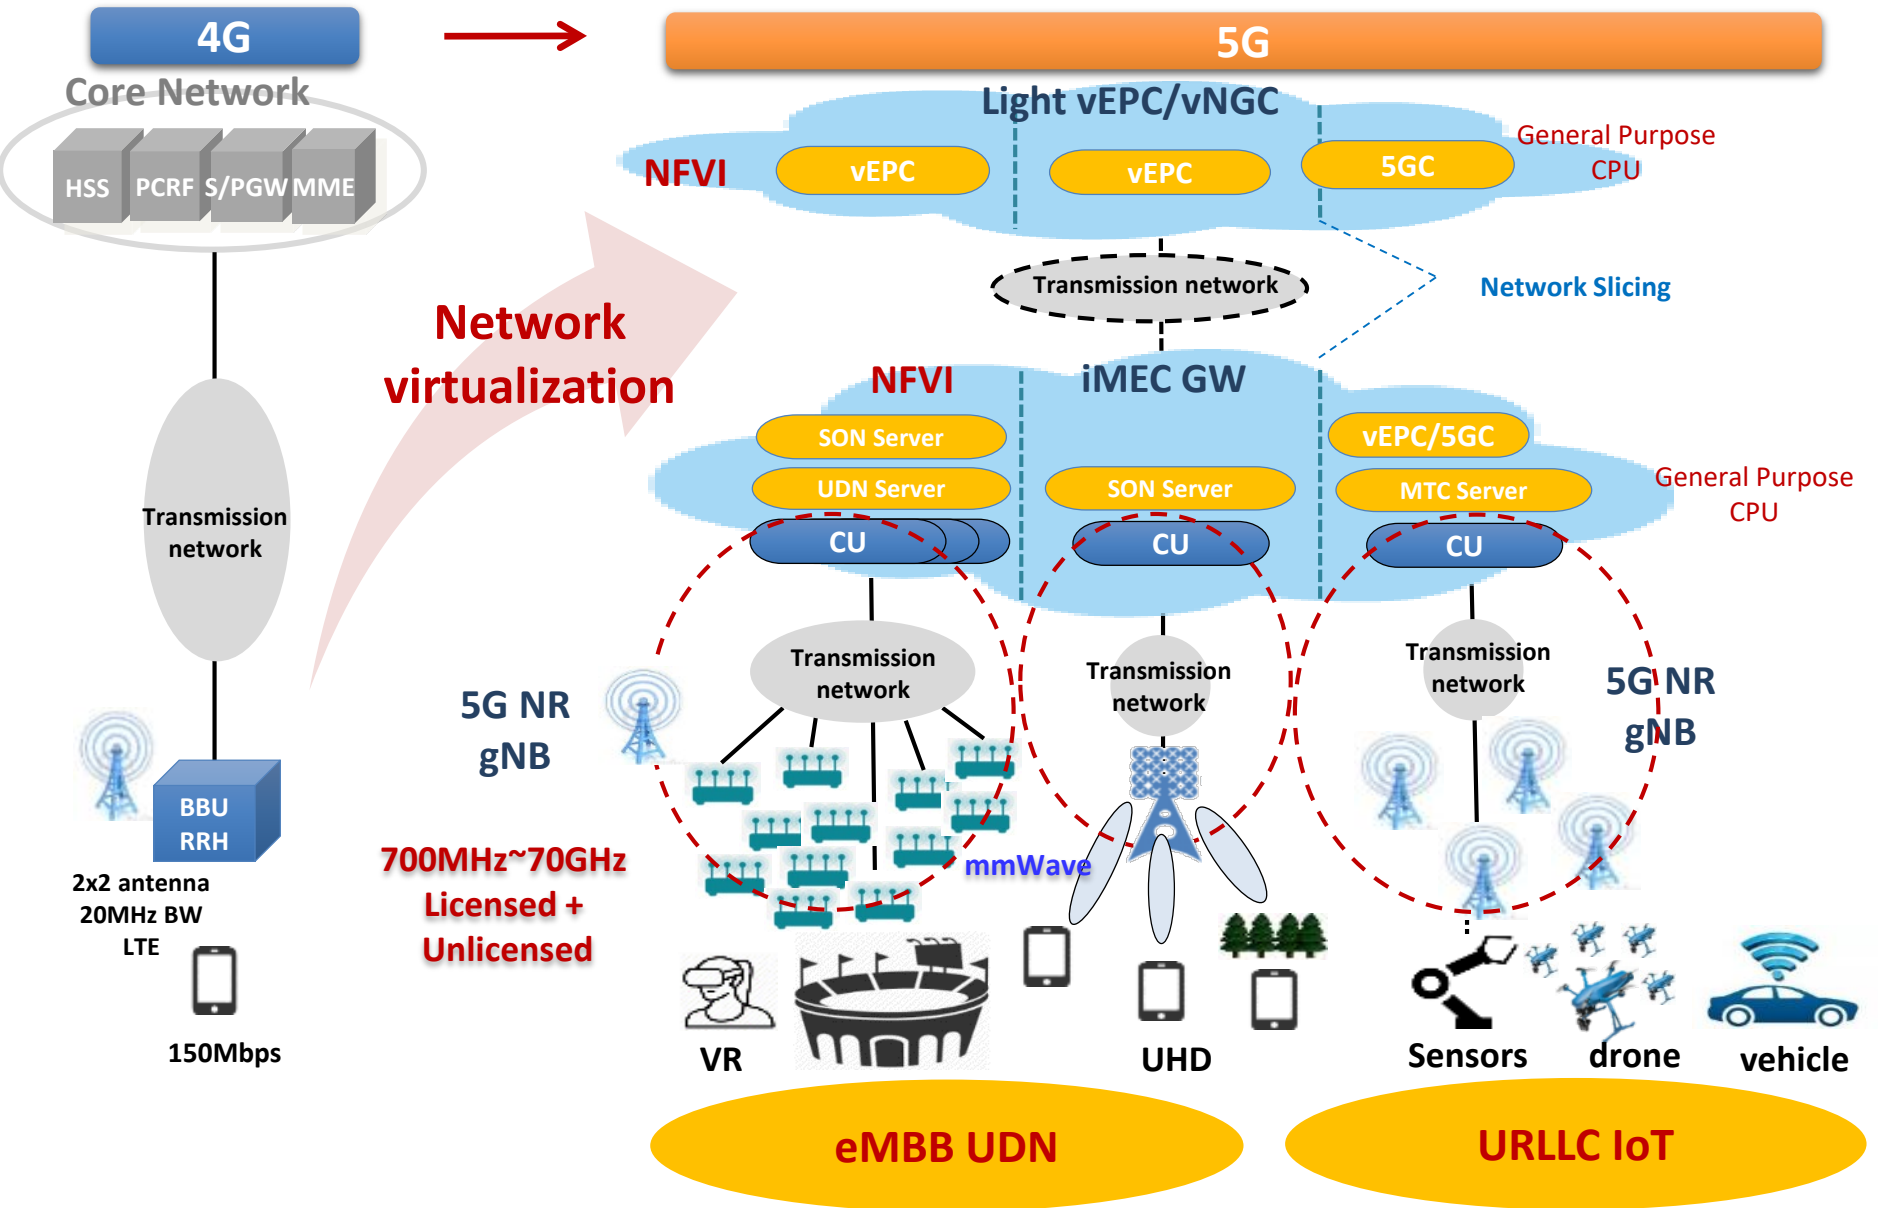 4G
5G
Core Network
HSS
PCRF
S/PGW
MME
Transmission
network
BBU
RRH
2x2 antenna
20MHz BW
LTE
150Mbps
Network
virtualization
Light vEPC/vNGC
NFVI
vEPC
vEPC
5GC
General Purpose
CPU
Transmission network
Network Slicing
NFVI
iMEC GW
SON Server
UDN Server
CU
SON Server
CU
vEPC/5GC
MTC Server
CU
General Purpose
CPU
Transmission
network
Transmission
network
Transmission
network
5G NR
gNB
5G NR
gNB
700MHz~70GHz
Licensed +
Unlicensed
mmWave
VR
UHD
Sensors
drone
vehicle
eMBB UDN
URLLC IoT